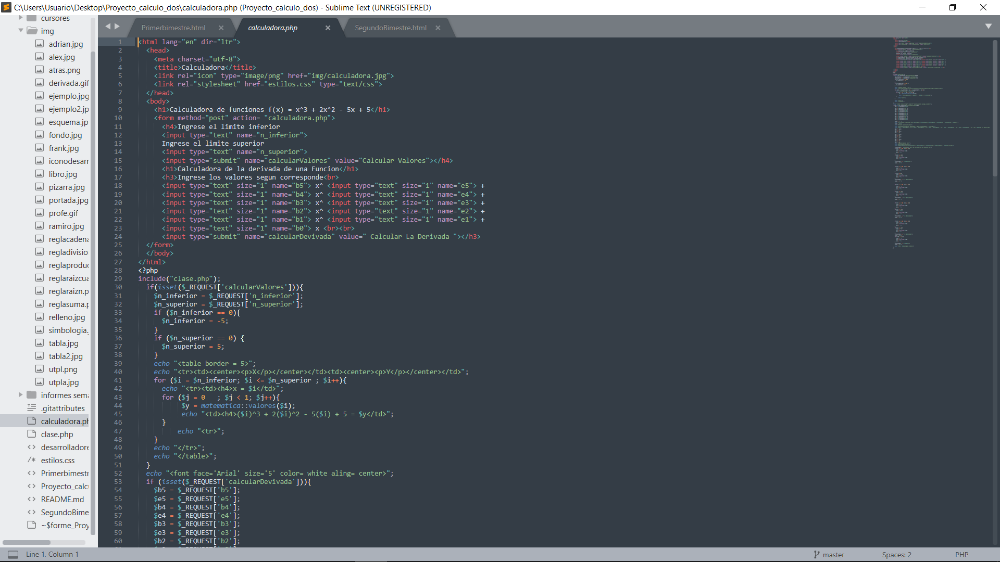 C:\Users\Usuario\Desktop\Proyecto_calculo_dos\calculadora.php (Proyecto_calculo_dos) - Sublime Text (UNREGISTERED)
cursores
img
adrian.jpg
alex.jpg
atras.png
derivada.gif
ejemplo.jpg
ejemplo2.jp
esquema.jp
fondo.jpg
frank.jpg
iconodesarr
libro.jpg
pizarra.jpg
portada.jpg
profe.gif
ramiro.jpg
reglacadena
regladivisio
reglaproduc
reglaraizcua
reglaraizn.p
reglasuma.p
relleno.jpg
simbologia.
tabla.jpg
tabla2.jpg
utpl.png
utpla.jpg
informes sema
.gitattributes
calculadora.ph
clase.php
desarrolladore
estilos.css
Primerbimestr
Proyecto_calcu
README.md
SegundoBime
~$forme_Proy
Primerbimestre.html
calculadora.php
SegundoBimestre.html
1 <html lang="en" dir="ltr">
2 <head>
3 <meta charset="utf-8">
4 <title>Calculadora</title>
5 <link rel="icon" type="image/png" href="img/calculadora.jpg">
6 <link rel="stylesheet" href="estilos.css" type="text/css">
7 </head>
8 <body>
9 <h1>Calculadora de funciones f(x) = x^3 + 2x^2 - 5x + 5</h1>
10 <form method="post" action= "calculadora.php">
11 <h4>Ingrese el limite inferior
12 <input type="text" name="n_inferior">
13 Ingrese el limite superior
14 <input type="text" name="n_superior">
15 <input type="submit" name="calcularValores" value="Calcular Valores"></h4>
16 <h1>Calculadora de la derivada de una Funcion</h1>
17 <h3>Ingrese los valores segun corresponde<br>
18 <input type="text" size="1" name="b5"> x^ <input type="text" size="1" name="e5"> +
19 <input type="text" size="1" name="b4"> x^ <input type="text" size="1" name="e4"> +
20 <input type="text" size="1" name="b3"> x^ <input type="text" size="1" name="e3"> +
21 <input type="text" size="1" name="b2"> x^ <input type="text" size="1" name="e2"> +
22 <input type="text" size="1" name="b1"> x^ <input type="text" size="1" name="e1"> +
23 <input type="text" size="1" name="b0"> x <br><br>
24 <input type="submit" name="calcularDevivada" value=" Calcular La Derivada "></h3>
25 </form>
26 </body>
27 </html>
28 <?php
29 include("clase.php");
30 if(isset($_REQUEST['calcularValores'])){
31 $n_inferior = $_REQUEST['n_inferior'];
32 $n_superior = $_REQUEST['n_superior'];
33 if ($n_inferior == 0){
34 $n_inferior = -5;
35 }
36 if ($n_superior == 0) {
37 $n_superior = 5;
38 }
39 echo "<table border = 5>";
40 echo "<tr><td><center><p>X</p></center></td><td><center><p>Y</p></center></td>";
41 for ($i = $n_inferior; $i <= $n_superior ; $i++){
42 echo "<tr><td><h4>x = $i</td>";
43 for ($j = 0   ; $j < 1; $j++){
44 $y = matematica::valores($i);
45 echo "<td><h4>($i)^3 + 2($i)^2 - 5($i) + 5 = $y</td>";
46 }
47 echo "<tr>";
48 }
49 echo "</tr>";
50 echo "</table>";
51 }
52 echo "<font face='Arial' size='5' color= white aling= center>";
53 if (isset($_REQUEST['calcularDevivada'])){
54 $b5 = $_REQUEST['b5'];
55 $e5 = $_REQUEST['e5'];
56 $b4 = $_REQUEST['b4'];
57 $e4 = $_REQUEST['e4'];
58 $b3 = $_REQUEST['b3'];
59 $e3 = $_REQUEST['e3'];
60 $b2 = $_REQUEST['b2'];
Line 1, Column 1
master
Spaces: 2
PHP